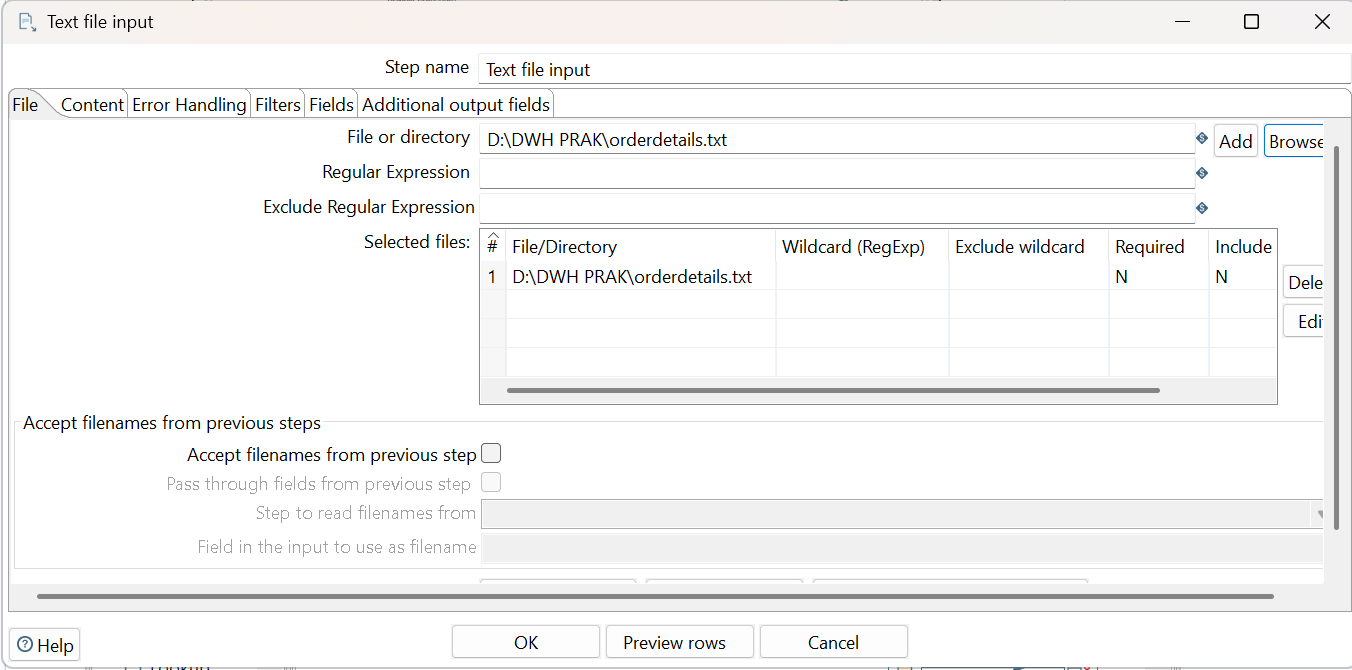 Text file input
Step name Text file input
File Content Error Handling Filters Fields Additional output fields
File or directory D:\DWH PRAK\orderdetails.txt Add Browse
Regular Expression
Exclude Regular Expression
Selected files: # File/Directory Wildcard (RegExp) Exclude wildcard Required Include
1 D:\DWH PRAK\orderdetails.txt N N
Dele
Edi
Accept filenames from previous steps
Accept filenames from previous step
Pass through fields from previous step
Step to read filenames from
Field in the input to use as filename
Help OK Preview rows Cancel